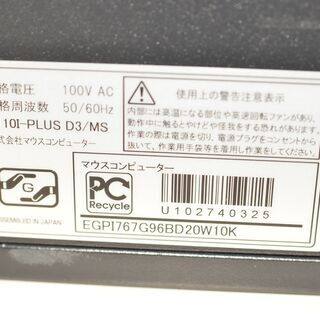 格電圧 100V AC
格周波数 50/60Hz
10I-PLUS D3/MS
式会社マウスコンピューター
使用上の警告注意表示
内部には高温になる部位や高速回転ファンがあり、
動作中に触るとやけどや怪我をする恐れがあります。
作業の際は電源を切り、電源プラグをコンセントから
抜いて、作業用手袋等を着用して作業してください。
G
ASSEMBLED IN JAPAN
マウスコンピューター
PC
Recycle
U102740325
EGPI767G96BD20W10K